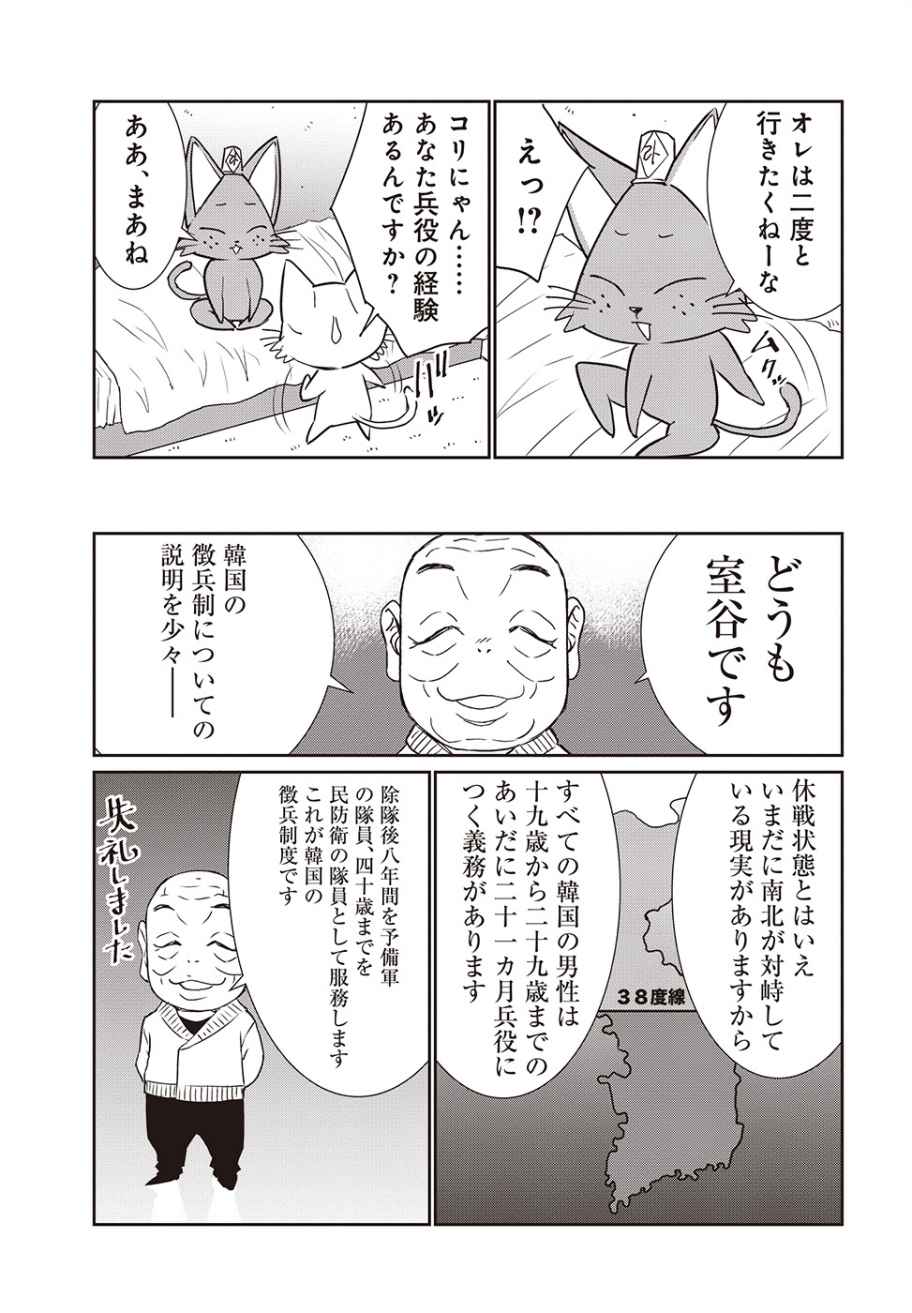 オレは二度と
行きたくねーな
ムクッ
えっ!?
コリにゃん……
あなた兵役の経験
あるんですか?
バッ
ああ、まあね
どうも
室谷です
韓国の
徴兵制についての
説明を少々──
休戦状態とはいえ
いまだに南北が対峙して
いる現実がありますから
38度線
すべての韓国の男性は
十九歳から二十九歳までの
あいだに二十一カ月兵役に
つく義務があります
除隊後八年間を予備軍
の隊員、四十歳までを
民防衛の隊員として服務します
これが韓国の
徴兵制度です
失礼しました